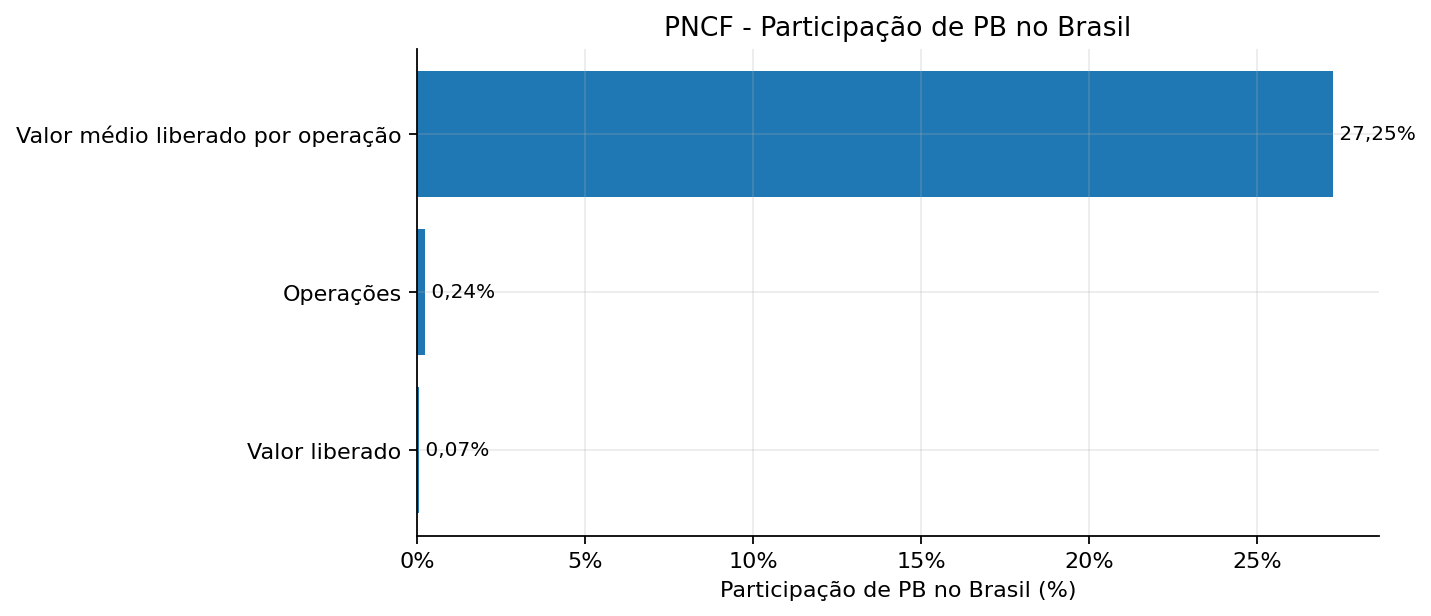 PNCF - Participação de PB no Brasil
Valor médio liberado por operação
27,25%
Operações
0,24%
Valor liberado
0,07%
0%
5%
10%
15%
20%
25%
Participação de PB no Brasil (%)